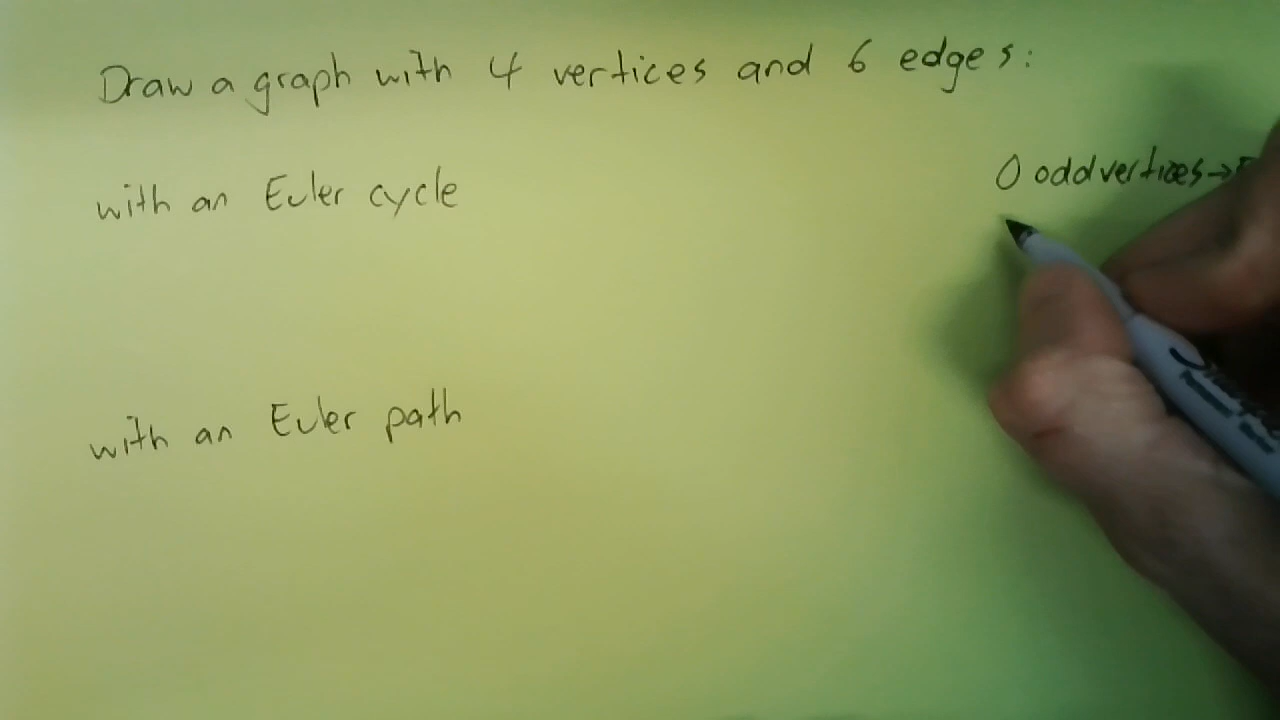 Draw a graph with 4 vertices and 6 edges:
0 odd vertices→
with an Euler cycle
with an Euler path